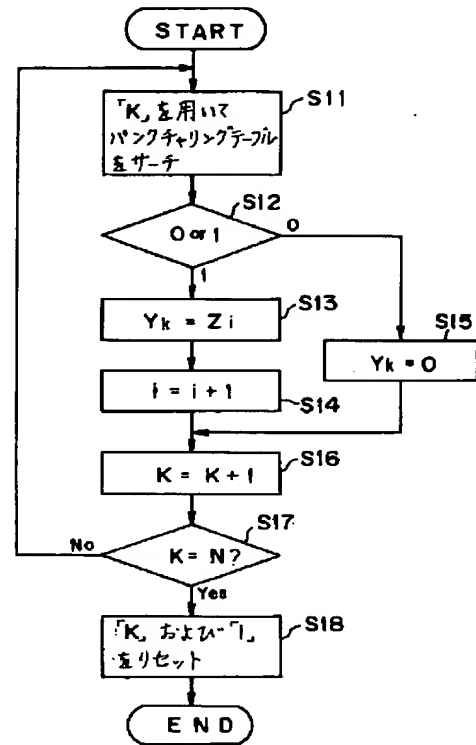 START
S11
「K」を用いて
パンクチャリングテーブル
をサーチ
S12
0 or 1
0
1
S13
Yk = Zi
S15
Yk = 0
i = i + 1
S14
S16
K = K + 1
S17
K = N?
No
Yes
S18
「K」および「i」
をリセット
END